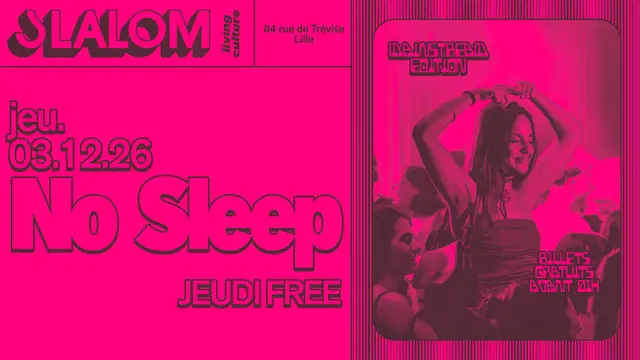 SLALOM
living
culture
84 rue de Trévise
Lille
jeu.
03.12.26
No Sleep
JEUDI FREE
MAINSTREAM
EDITION
BILLETS
GRATUITS
AVANT 01H